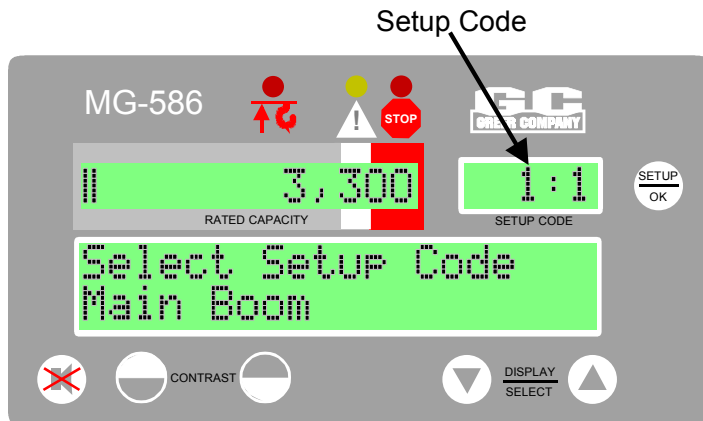 Setup Code
MG-586
!
STOP
GC
GREER COMPANY
3,300
1:1
SETUP
OK
RATED CAPACITY
SETUP CODE
Select Setup Code
Main Boom
CONTRAST
DISPLAY
SELECT